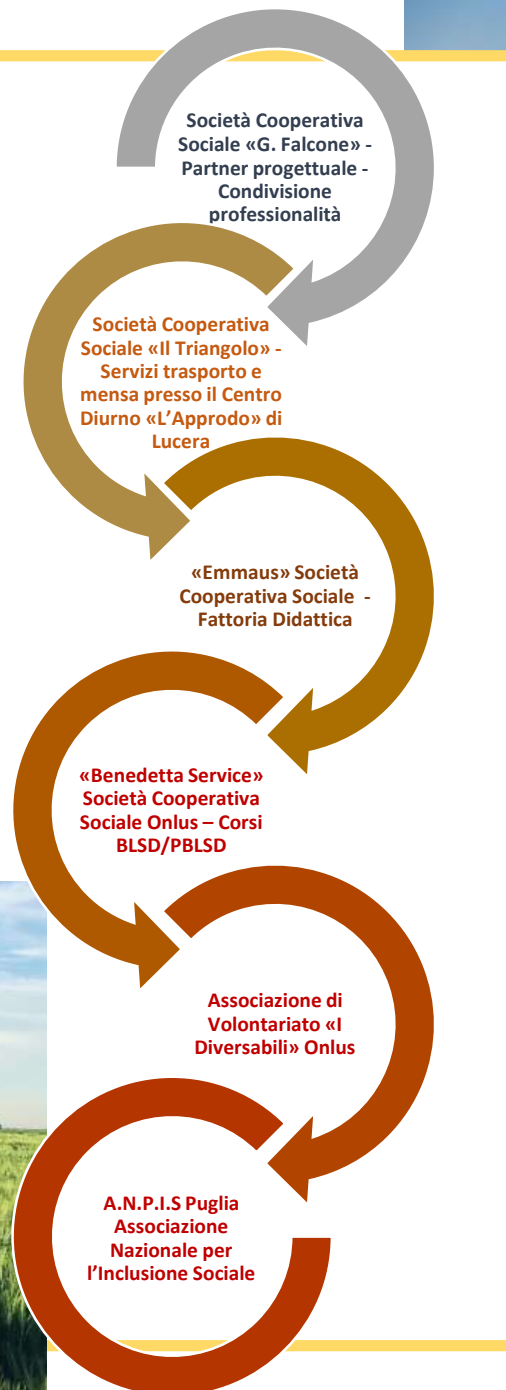 Società Cooperativa
Sociale «G. Falcone» -
Partner progettuale -
Condivisione
professionalità
Società Cooperativa
Sociale «Il Triangolo» -
Servizi trasporto e
mensa presso il Centro
Diurno «L’Approdo» di
Lucera
«Emmaus» Società
Cooperativa Sociale -
Fattoria Didattica
«Benedetta Service»
Società Cooperativa
Sociale Onlus – Corsi
BLSD/PBLSD
Associazione di
Volontariato «I
Diversabili» Onlus
A.N.P.I.S Puglia
Associazione
Nazionale per
l’Inclusione Sociale